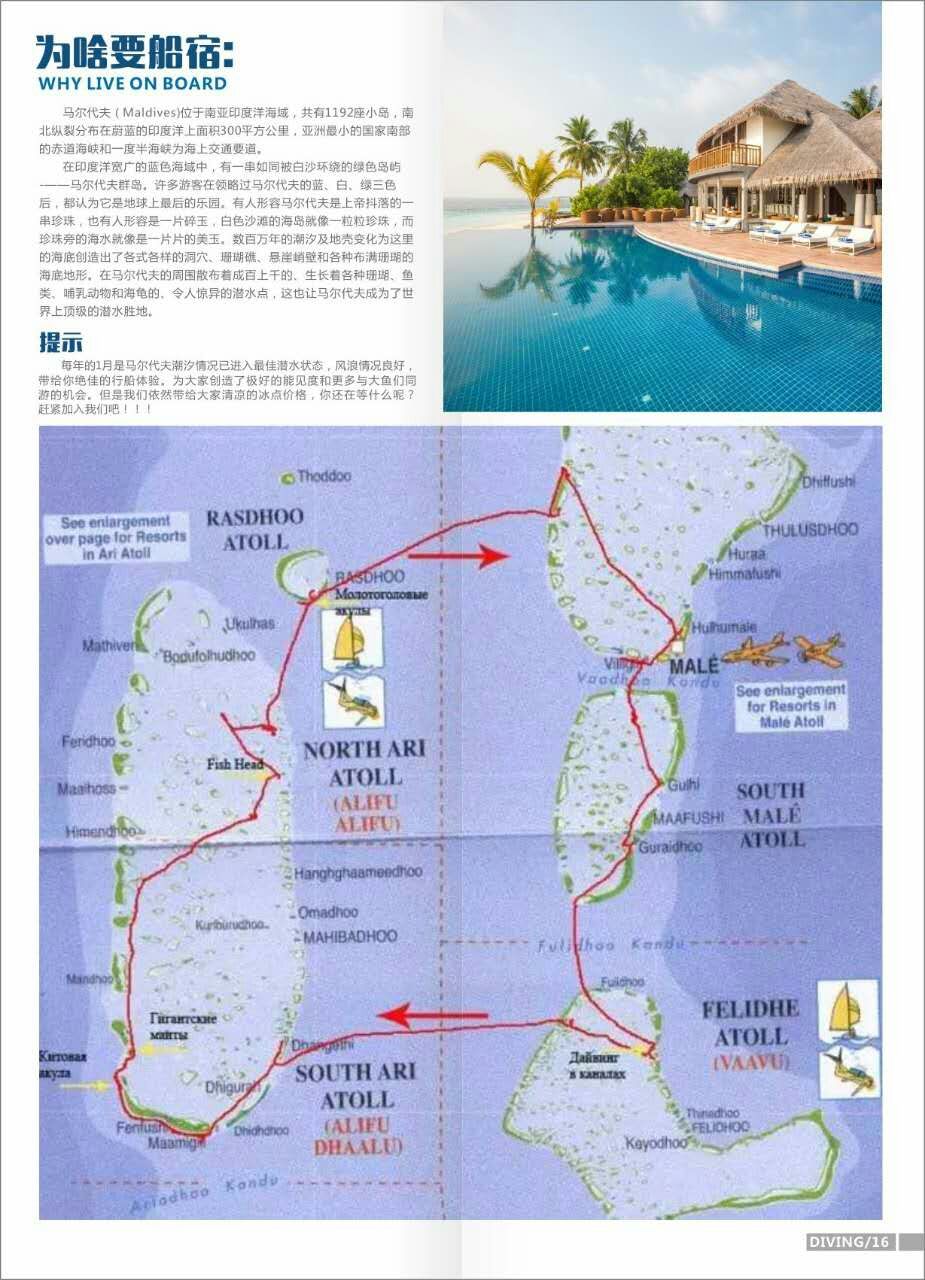 为啥要船宿:
WHY LIVE ON BOARD
马尔代夫（Maldives)位于南亚印度洋海域，共有1192座小岛，南
北纵裂分布在蔚蓝的印度洋上面积300平方公里，亚洲最小的国家南部
的赤道海峡和一度半海峡为海上交通要道。
在印度洋宽广的蓝色海域中，有一串如同被白沙环绕的绿色岛屿
-——马尔代夫群岛。许多游客在领略过马尔代夫的蓝、白、绿三色
后，都认为它是地球上最后的乐园。有人形容马尔代夫是上帝抖落的一
串珍珠，也有人形容是一片碎玉，白色沙滩的海岛就像一粒粒珍珠，而
珍珠旁的海水就像是一片片的美玉。数百万年的潮汐及地壳变化为这里
的海底创造出了各式各样的洞穴、珊瑚礁、悬崖峭壁和各种布满珊瑚的
海底地形。在马尔代夫的周围散布着成百上千的、生长着各种珊瑚、鱼
类、哺乳动物和海龟的、令人惊异的潜水点，这也让马尔代夫成为了世
界上顶级的潜水胜地。
提示
每年的1月是马尔代夫潮汐情况已进入最佳潜水状态，风浪情况良好，
带给你绝佳的行船体验。为大家创造了极好的能见度和更多与大鱼们同
游的机会。但是我们依然带给大家清凉的冰点价格，你还在等什么呢？
赶紧加入我们吧！！！
Thoddoo
See enlargement
over page for Resorts
in Ari Atoll
RASDHOO
ATOLL
RASDHOO
Молотоголовые
акулы
Ukulhas
Mathiveri
Bodufolhudhoo
Feridhoo
Fish Head
Maalhoss
Himendhoo
NORTH ARI
ATOLL
(ALIFU
ALIFU)
Hanghghaameedhoo
Omadhoo
MAHIBADHOO
Kunburudhoo
Mandhoo
Гигантские
манты
Китовая
акула
Dhangethi
Dhigurah
SOUTH ARI
ATOLL
(ALIFU
DHAALU)
Fenfushi
Maamigili
Dhidhdhoo
Ariadhoo Kandu
Dhiffushi
THULUSDHOO
Huraa
Himmafushi
Hulhumale
MALÉ
Vaadhoo Kandu
See enlargement
for Resorts in
Malé Atoll
Gulhi
MAAFUSHI
Guraidhoo
SOUTH
MALÉ
ATOLL
Fulidhoo Kandu
Fulidhoo
FELIDHE
ATOLL
(VAAVU)
Дайвинг
в каналах
Thinadhoo
FELIDHOO
Keyodhoo
DIVING/16